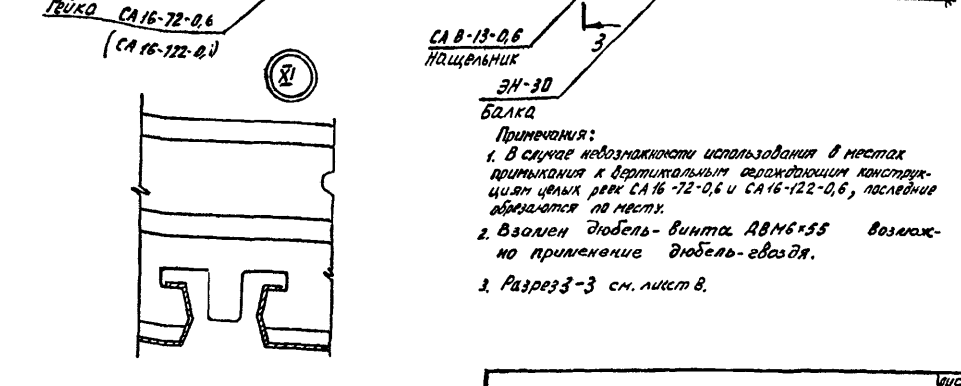 Рейка СА 16-72-0,6
(СА 16-122-0,6)
XI
СА 8-13-0,6
Нащельник
3
ЭН-30
Балка
Примечания:
1. В случае невозможности использования в местах
примыкания к вертикальным ограждающим конструк-
циям целых реек СА 16-72-0,6 и СА 16-122-0,6, последние
обрезаются по месту.
2. Взамен дюбель-винта ДВМ6×55 возмож-
но применение дюбель-гвоздя.
3. Разрез 3-3 см. лист 8.